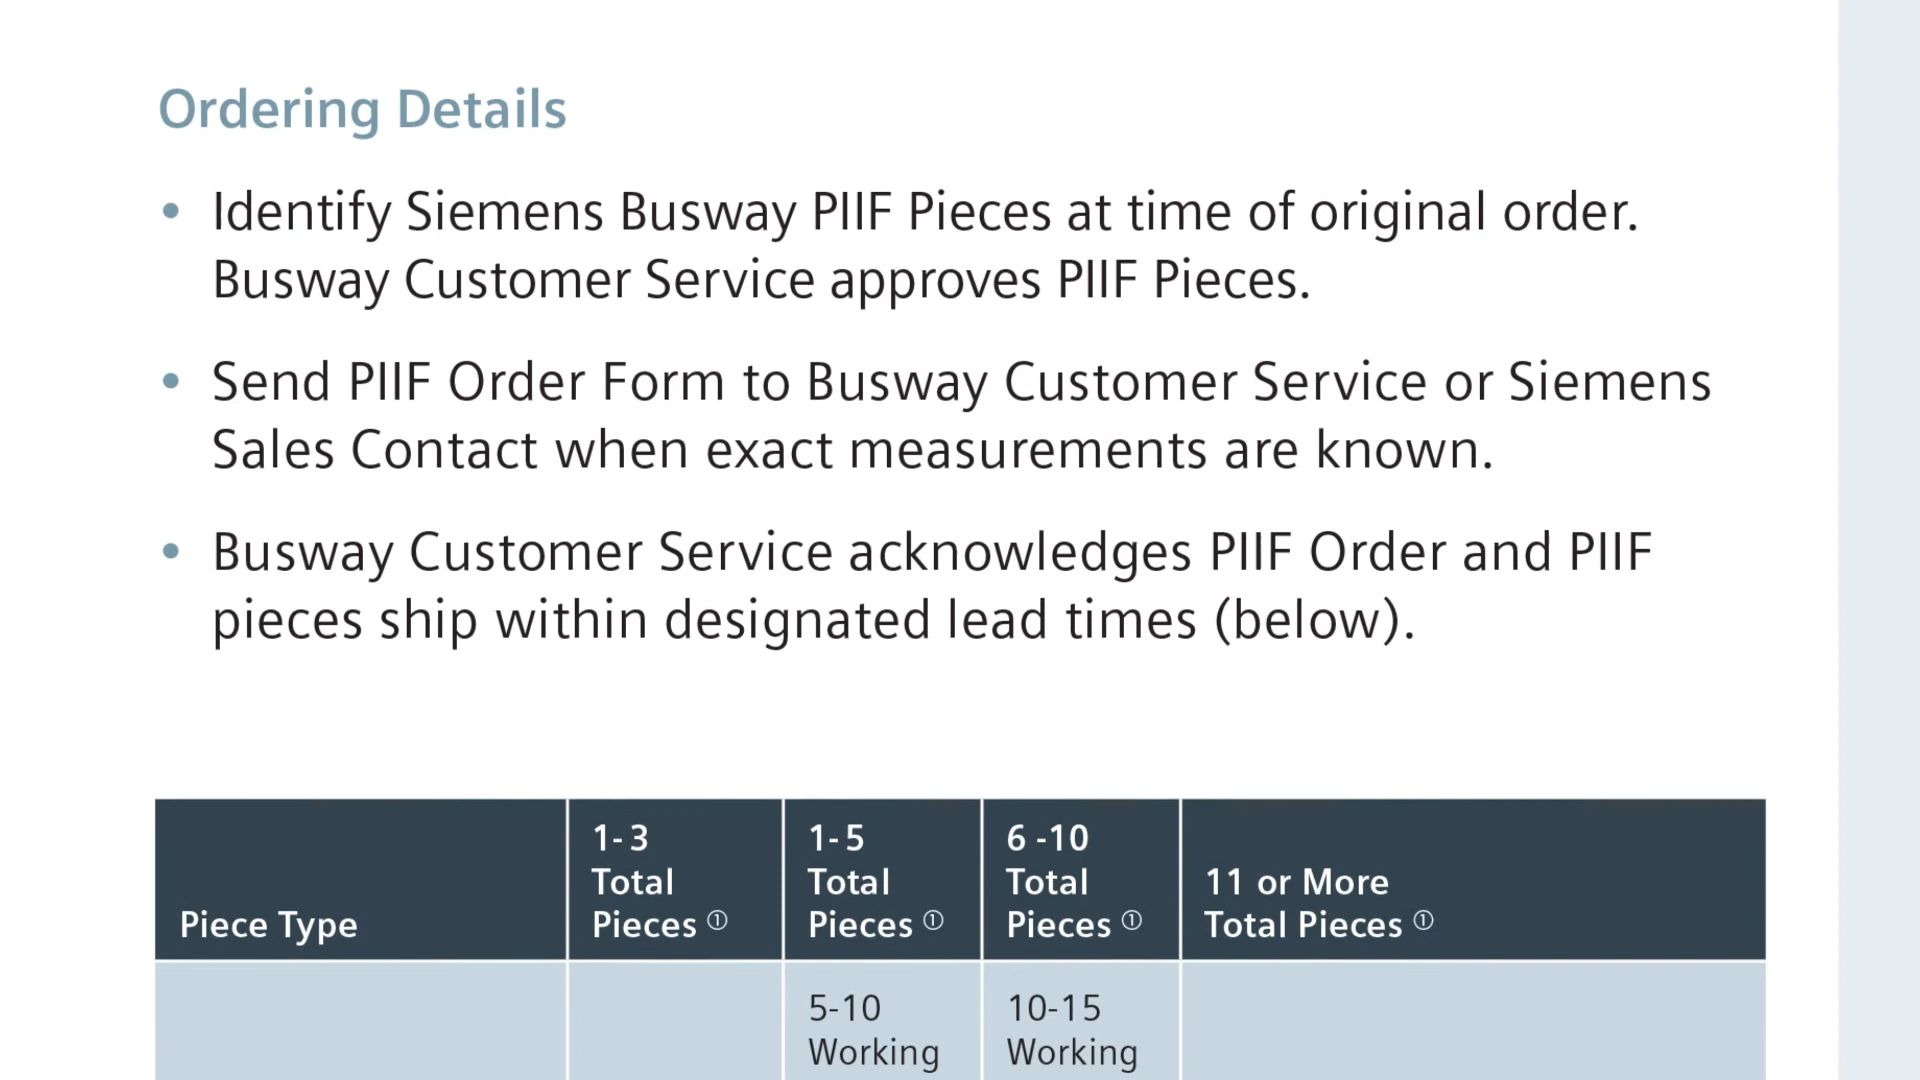 Ordering Details
• Identify Siemens Busway PIIF Pieces at time of original order.
Busway Customer Service approves PIIF Pieces.
• Send PIIF Order Form to Busway Customer Service or Siemens
Sales Contact when exact measurements are known.
• Busway Customer Service acknowledges PIIF Order and PIIF
pieces ship within designated lead times (below).
Piece Type
1-3
Total
Pieces ①
1-5
Total
Pieces ①
6 -10
Total
Pieces ①
11 or More
Total Pieces ①
5-10
Working
10-15
Working